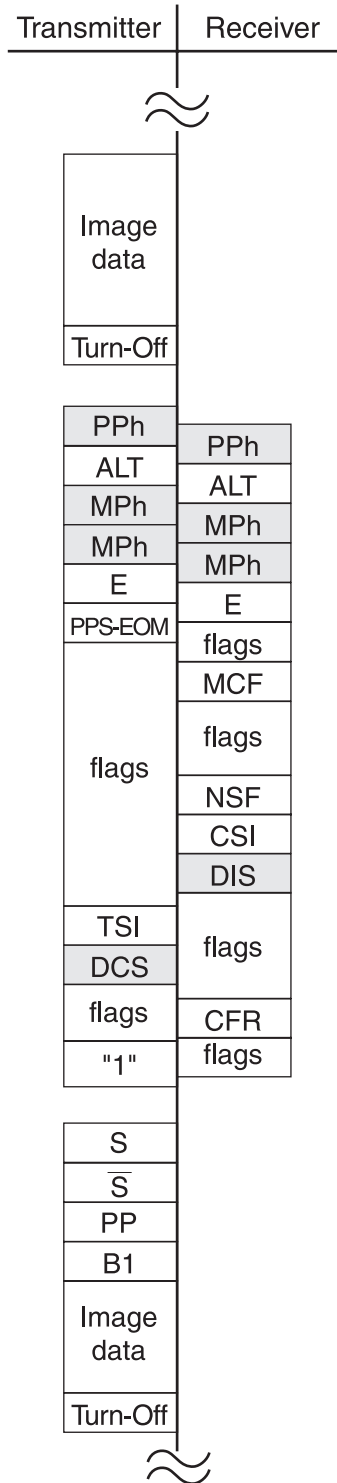 Transmitter Receiver
Image
data
Turn-Off
PPh
ALT
MPh
MPh
E
PPS-EOM
flags
TSI
DCS
flags
"1"
PPh
ALT
MPh
MPh
E
flags
MCF
flags
NSF
CSI
DIS
flags
CFR
flags
S
S̅
PP
B1
Image
data
Turn-Off